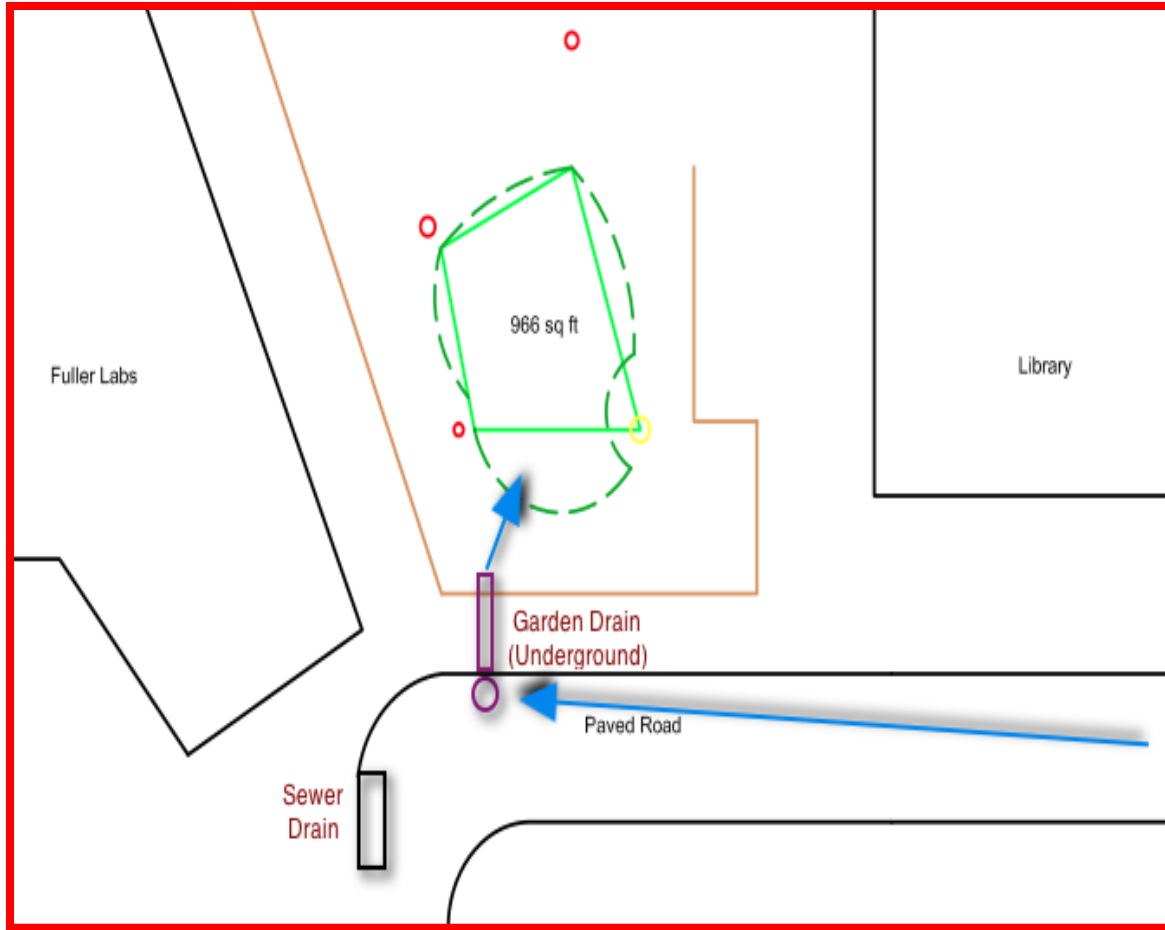 966 sq ft
Fuller Labs
Library
Garden Drain
(Underground)
Paved Road
Sewer
Drain